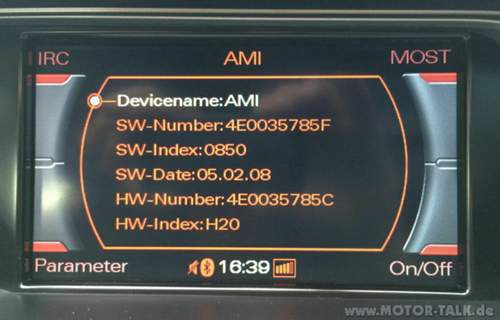 IRC AMI MOST
Devicename:AMI
SW-Number:4E0035785F
SW-Index:0850
SW-Date:05.02.08
HW-Number:4E0035785C
HW-Index:H20
Parameter 16:39 On/Off
www.MOTOR-TALK.de